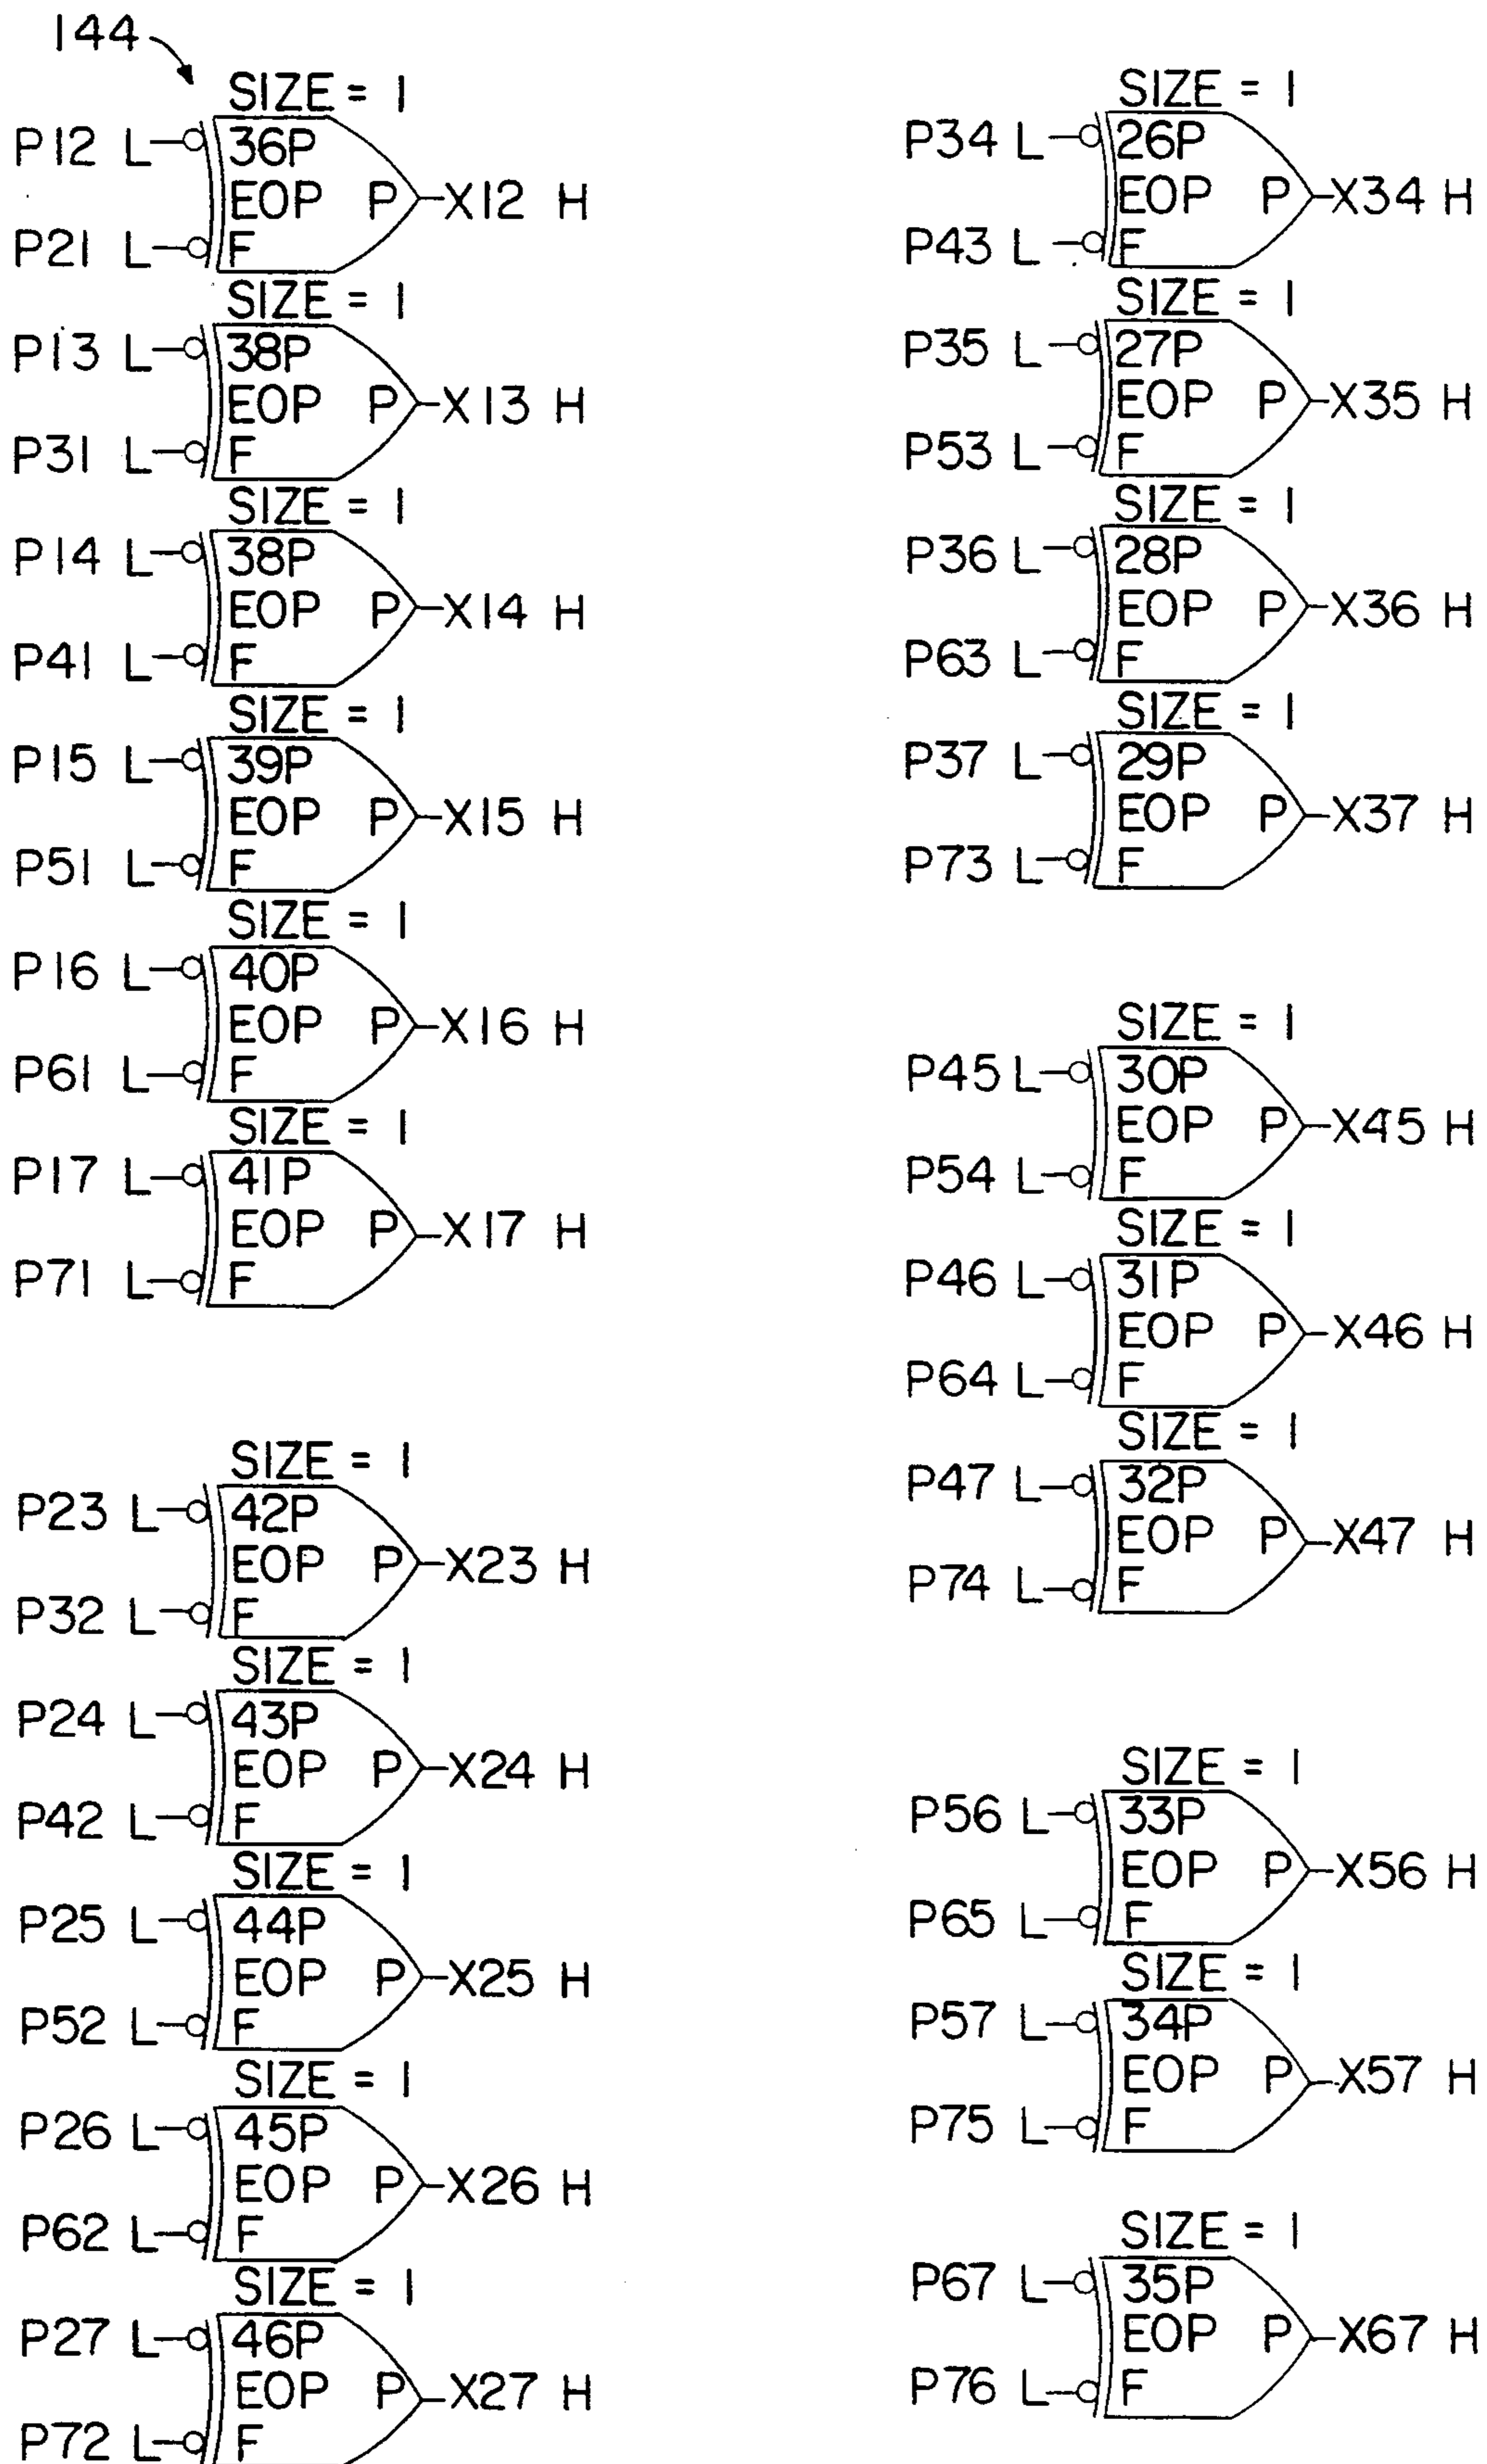 144
SIZE = 1
P12 L 36P
EOP P X12 H
P21 L F
SIZE = 1
P13 L 38P
EOP P X13 H
P31 L F
SIZE = 1
P14 L 38P
EOP P X14 H
P41 L F
SIZE = 1
P15 L 39P
EOP P X15 H
P51 L F
SIZE = 1
P16 L 40P
EOP P X16 H
P61 L F
SIZE = 1
P17 L 41P
EOP P X17 H
P71 L F
SIZE = 1
P23 L 42P
EOP P X23 H
P32 L F
SIZE = 1
P24 L 43P
EOP P X24 H
P42 L F
SIZE = 1
P25 L 44P
EOP P X25 H
P52 L F
SIZE = 1
P26 L 45P
EOP P X26 H
P62 L F
SIZE = 1
P27 L 46P
EOP P X27 H
P72 L F
SIZE = 1
P34 L 26P
EOP P X34 H
P43 L F
SIZE = 1
P35 L 27P
EOP P X35 H
P53 L F
SIZE = 1
P36 L 28P
EOP P X36 H
P63 L F
SIZE = 1
P37 L 29P
EOP P X37 H
P73 L F
SIZE = 1
P45 L 30P
EOP P X45 H
P54 L F
SIZE = 1
P46 L 31P
EOP P X46 H
P64 L F
SIZE = 1
P47 L 32P
EOP P X47 H
P74 L F
SIZE = 1
P56 L 33P
EOP P X56 H
P65 L F
SIZE = 1
P57 L 34P
EOP P X57 H
P75 L F
SIZE = 1
P67 L 35P
EOP P X67 H
P76 L F